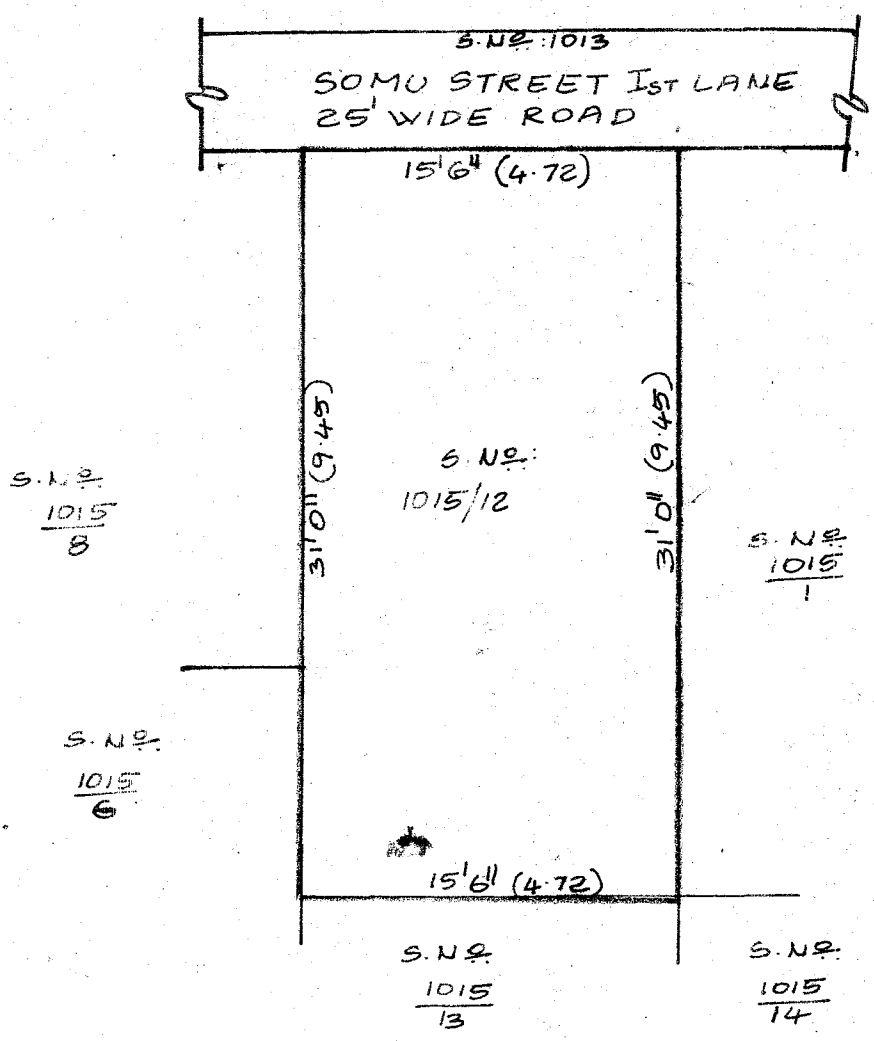 S.No: 1013
SOMU STREET IST LANE
25' WIDE ROAD
15'6" (4.72)
31'0" (9.45)
31'0" (9.45)
S.No:
1015/12
S.No.
1015
8
S.No
1015
1
S.No.
1015
6
15'6" (4.72)
S.No.
1015
13
S.No.
1015
14